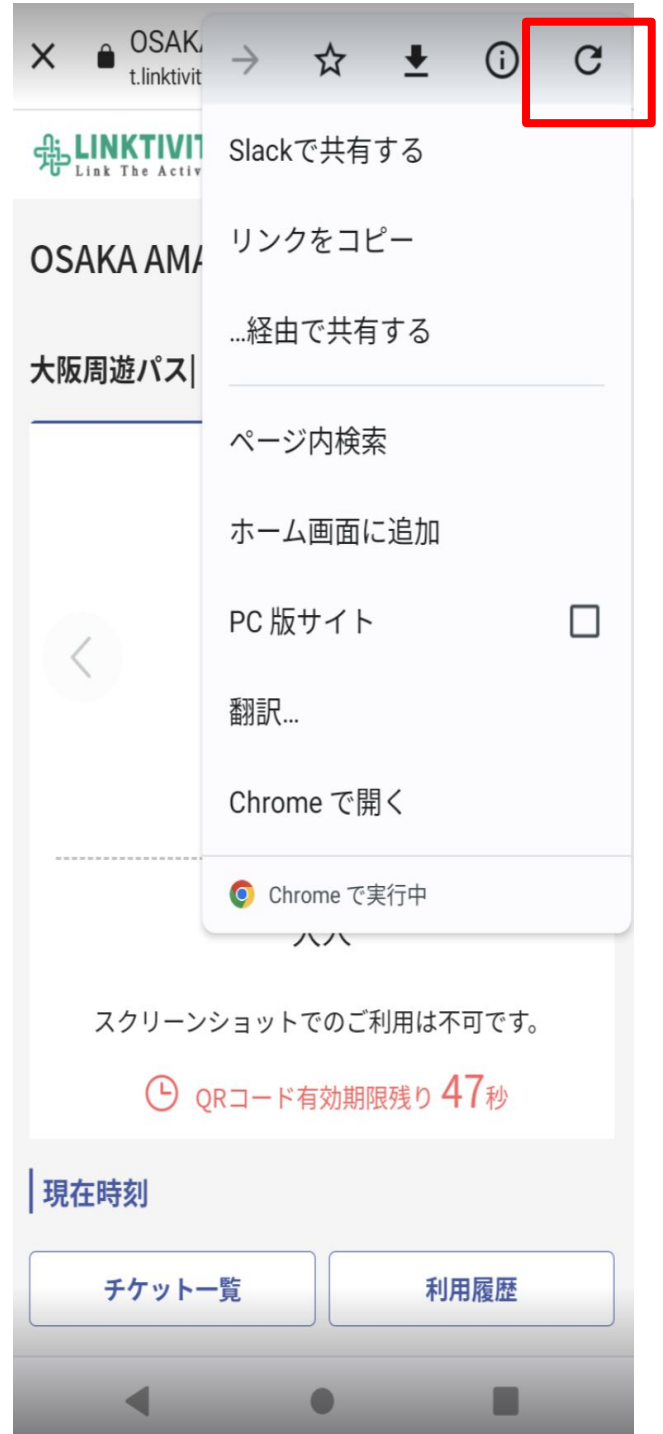 OSAK
t.linktivit
LINKTIVIT
Link The Activ
OSAKA AMA
大阪周遊パス|
Slackで共有する
リンクをコピー
...経由で共有する
ページ内検索
ホーム画面に追加
PC 版サイト
翻訳...
Chrome で開く
Chrome で実行中
スクリーンショットでのご利用は不可です。
QRコード有効期限残り 47秒
現在時刻
チケット一覧
利用履歴